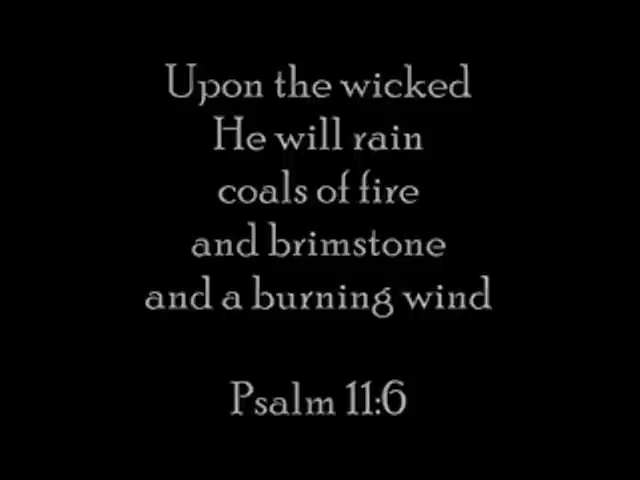 Upon the wicked
He will rain
coals of fire
and brimstone
and a burning wind
Psalm 11:6